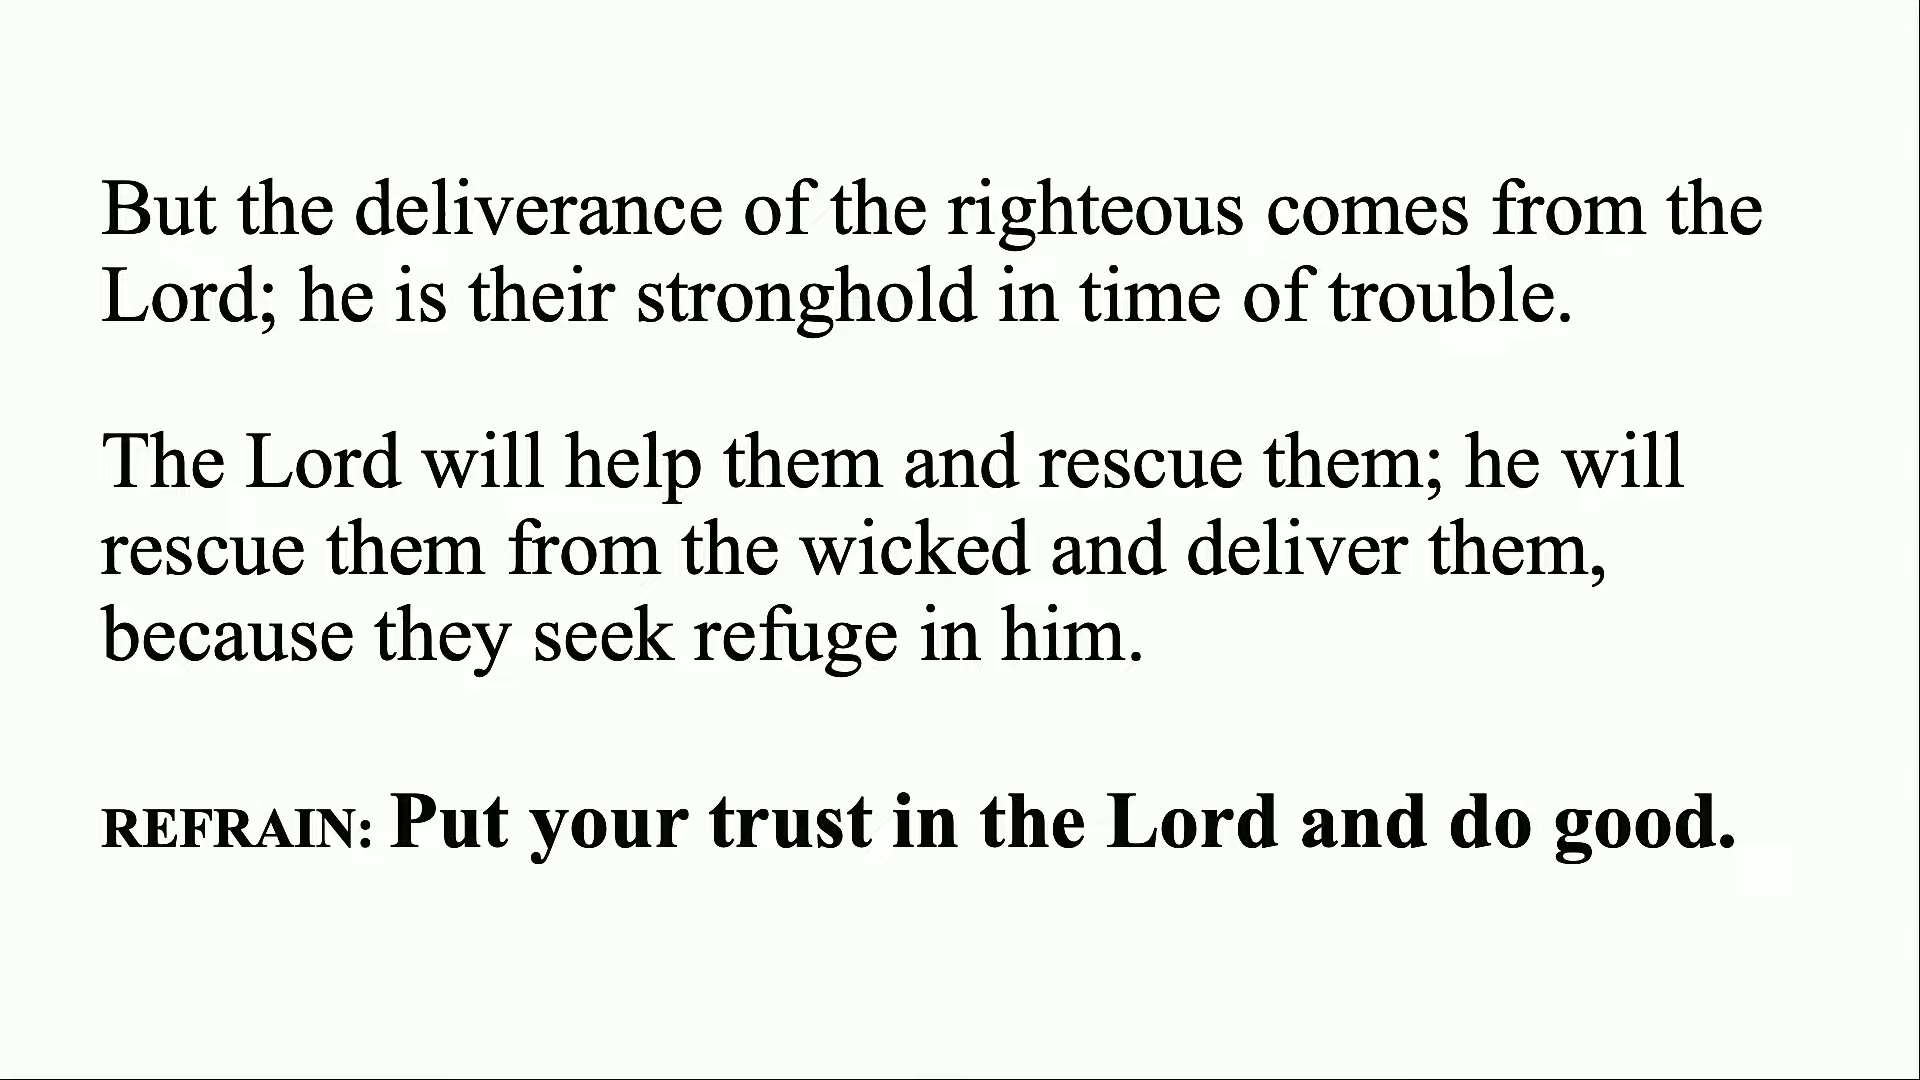 But the deliverance of the righteous comes from the
Lord; he is their stronghold in time of trouble.
The Lord will help them and rescue them; he will
rescue them from the wicked and deliver them,
because they seek refuge in him.
REFRAIN: Put your trust in the Lord and do good.